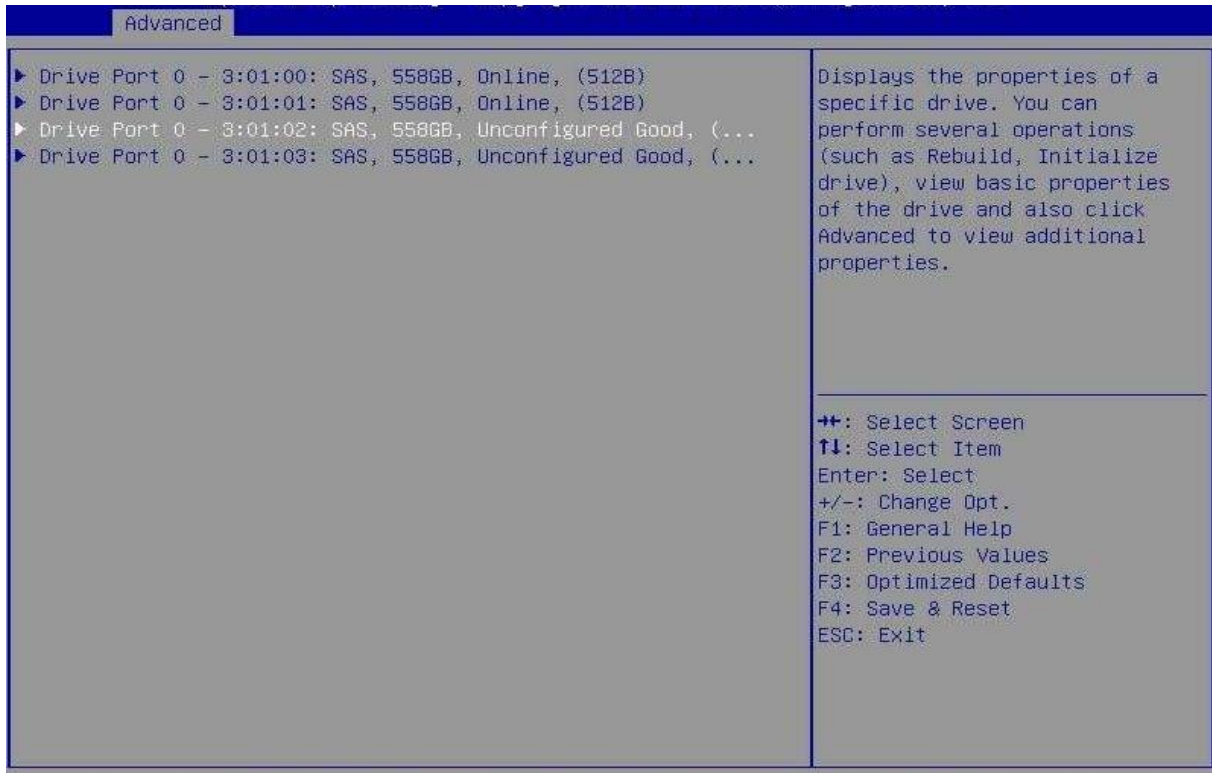 Advanced
Drive Port 0 - 3:01:00: SAS, 558GB, Online, (512B)
Drive Port 0 - 3:01:01: SAS, 558GB, Online, (512B)
Drive Port 0 - 3:01:02: SAS, 558GB, Unconfigured Good, (...
Drive Port 0 - 3:01:03: SAS, 558GB, Unconfigured Good, (...
Displays the properties of a
specific drive. You can
perform several operations
(such as Rebuild, Initialize
drive), view basic properties
of the drive and also click
Advanced to view additional
properties.
→←: Select Screen
↑↓: Select Item
Enter: Select
+/-: Change Opt.
F1: General Help
F2: Previous Values
F3: Optimized Defaults
F4: Save & Reset
ESC: Exit